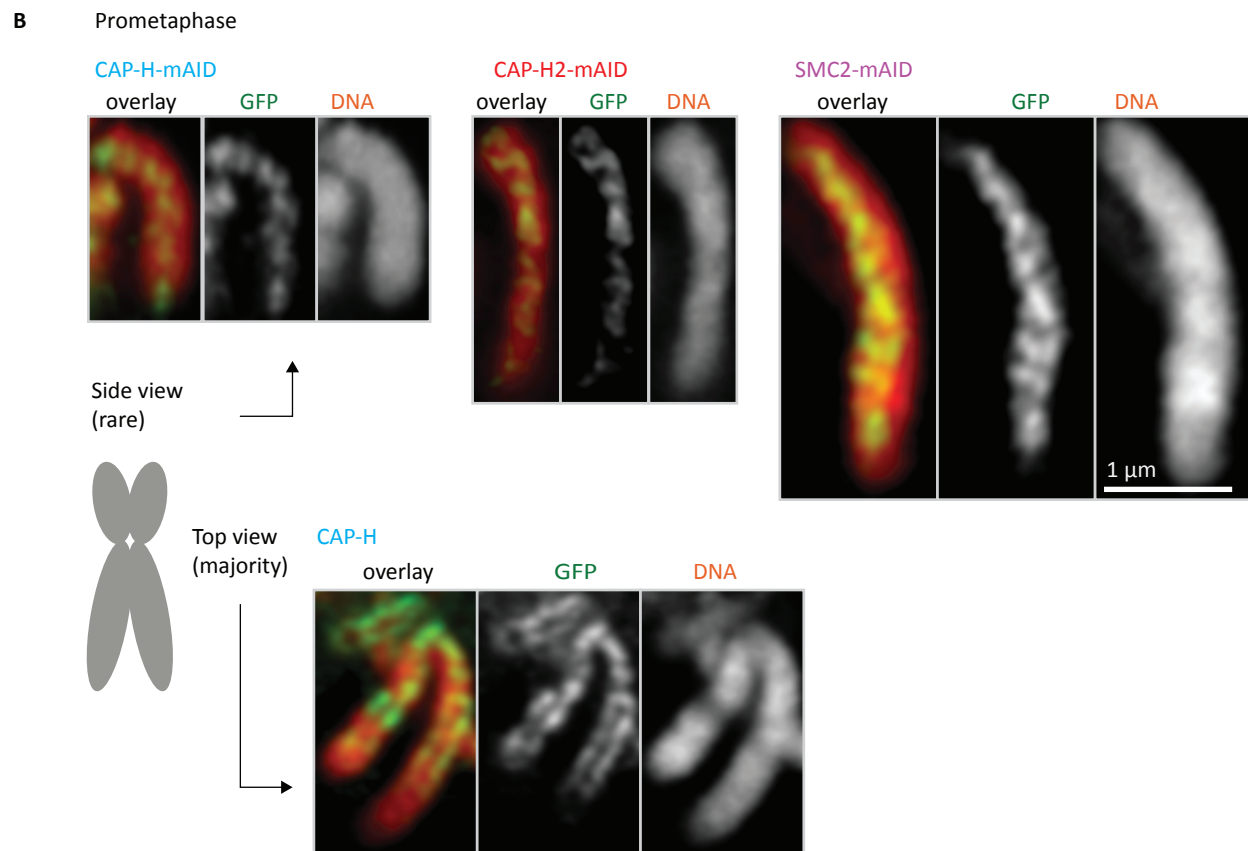 B Prometaphase
CAP-H-mAID
overlay GFP DNA
CAP-H2-mAID
overlay GFP DNA
SMC2-mAID
overlay GFP DNA
1 μm
Side view
(rare)
Top view
(majority)
CAP-H
overlay GFP DNA